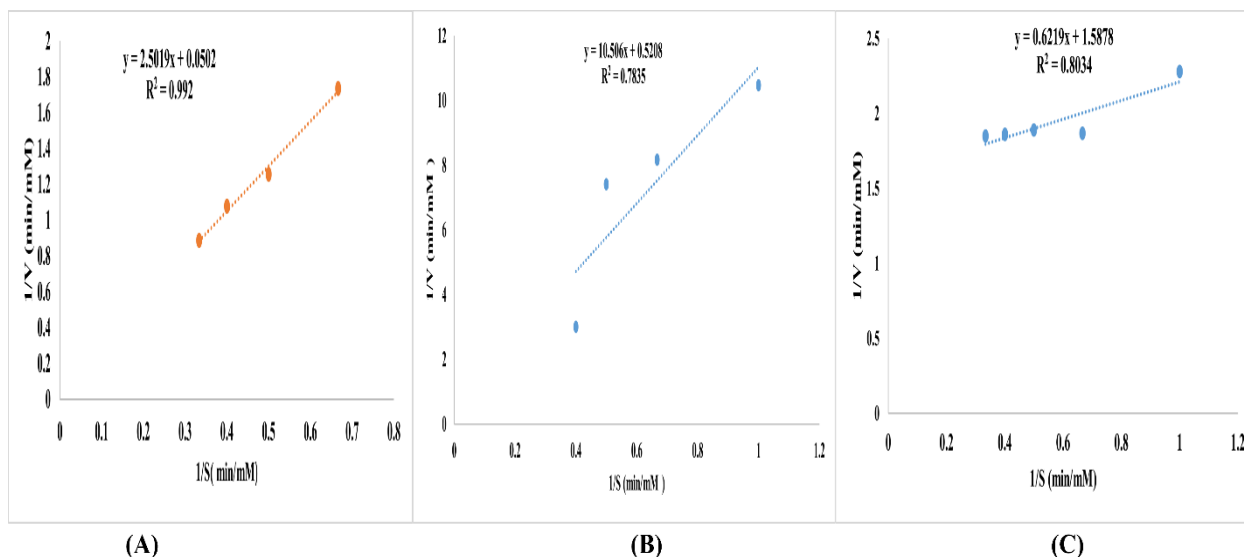 y = 2.5019x + 0.0502
R² = 0.992
2
1.8
1.6
1.4
1.2
1
0.8
0.6
0.4
0.2
0
1/V (min/mM)
0 0.1 0.2 0.3 0.4 0.5 0.6 0.7 0.8
1/S( min/mM)
(A)
y = 10.506x + 0.5208
R² = 0.7835
12
10
8
6
4
2
0
1/V (min/mM )
0 0.2 0.4 0.6 0.8 1 1.2
1/S (min/mM )
(B)
y = 0.6219x + 1.5878
R² = 0.8034
2.5
2
1.5
1
0.5
0
1/V (min/mM)
0 0.2 0.4 0.6 0.8 1 1.2
1/S (min/mM)
(C)